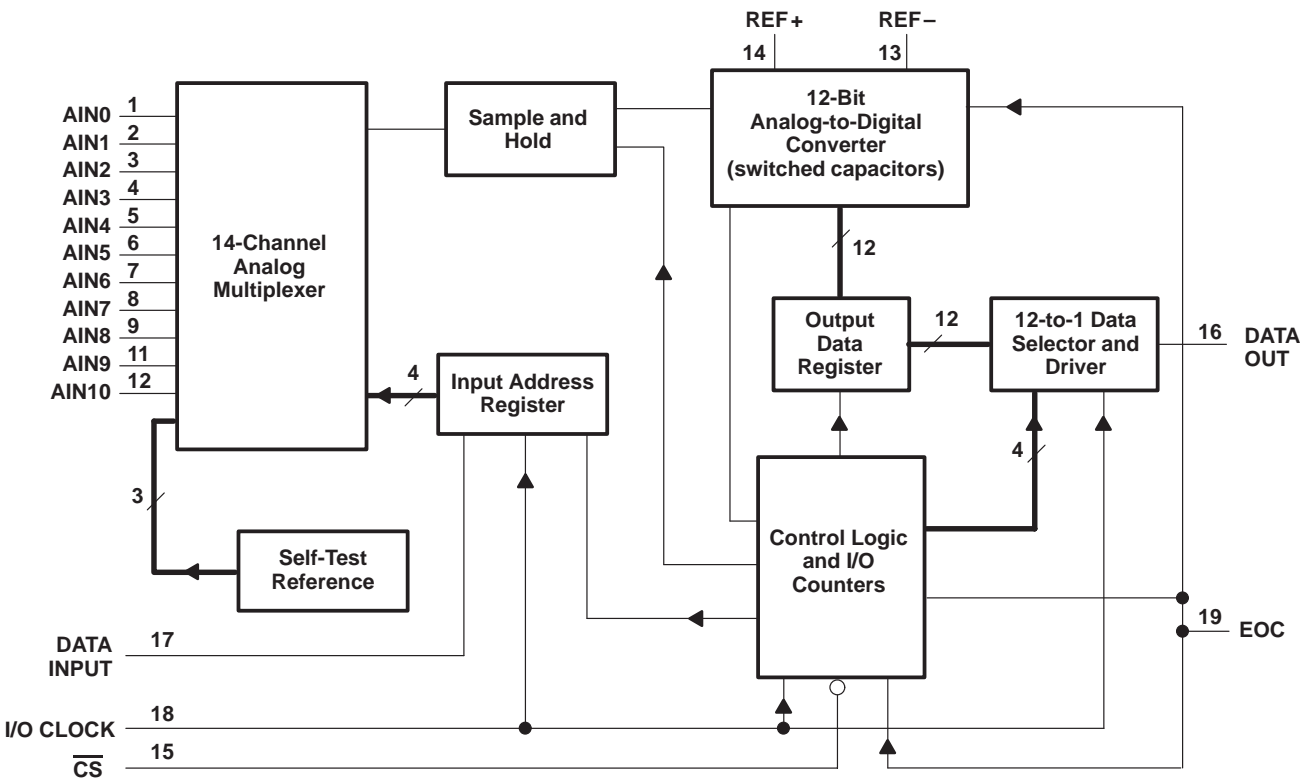 REF+
REF−
14
13
AIN0 1
AIN1 2
AIN2 3
AIN3 4
AIN4 5
AIN5 6
AIN6 7
AIN7 8
AIN8 9
AIN9 11
AIN10 12
14-Channel
Analog
Multiplexer
Sample and
Hold
12-Bit
Analog-to-Digital
Converter
(switched capacitors)
12
Output
Data
Register
12
12-to-1 Data
Selector and
Driver
16
DATA
OUT
4
Input Address
Register
3
Self-Test
Reference
4
Control Logic
and I/O
Counters
19
EOC
DATA
INPUT
17
I/O CLOCK
18
CS
15